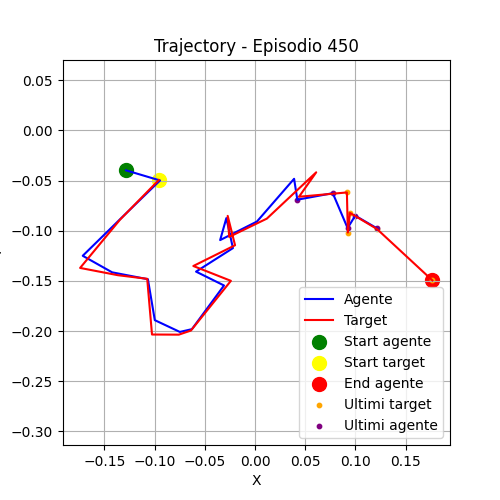 Trajectory - Episodio 450
0.05
0.00
−0.05
−0.10
−0.15
−0.20
−0.25
−0.30
−0.15
−0.10
−0.05
0.00
0.05
0.10
0.15
X
Agente
Target
Start agente
Start target
End agente
Ultimi target
Ultimi agente